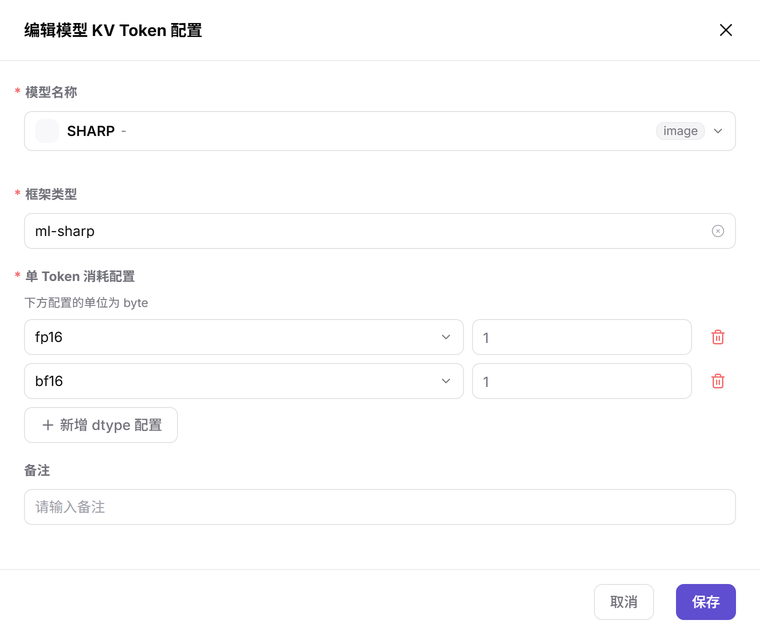 编辑模型 KV Token 配置
* 模型名称
SHARP -
image
* 框架类型
ml-sharp
* 单 Token 消耗配置
下方配置的单位为 byte
fp16
1
bf16
1
+ 新增 dtype 配置
备注
请输入备注
取消
保存